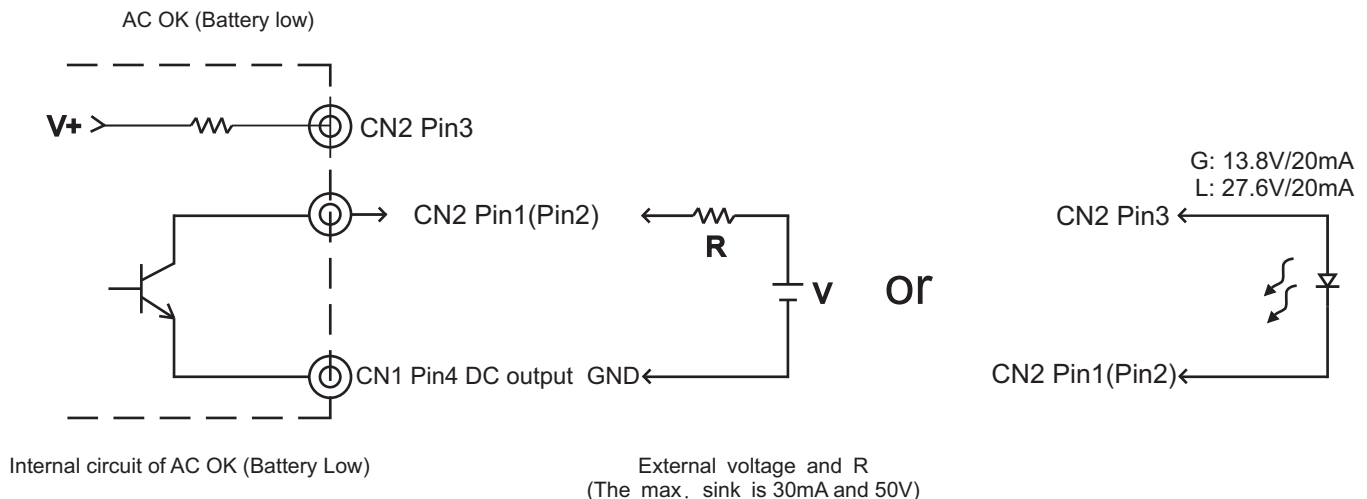 AC OK (Battery low)
V+
CN2 Pin3
CN2 Pin1(Pin2)
R
V
CN1 Pin4 DC output GND
or
G: 13.8V/20mA
L: 27.6V/20mA
CN2 Pin3
CN2 Pin1(Pin2)
Internal circuit of AC OK (Battery Low)
External voltage and R
(The max. sink is 30mA and 50V)